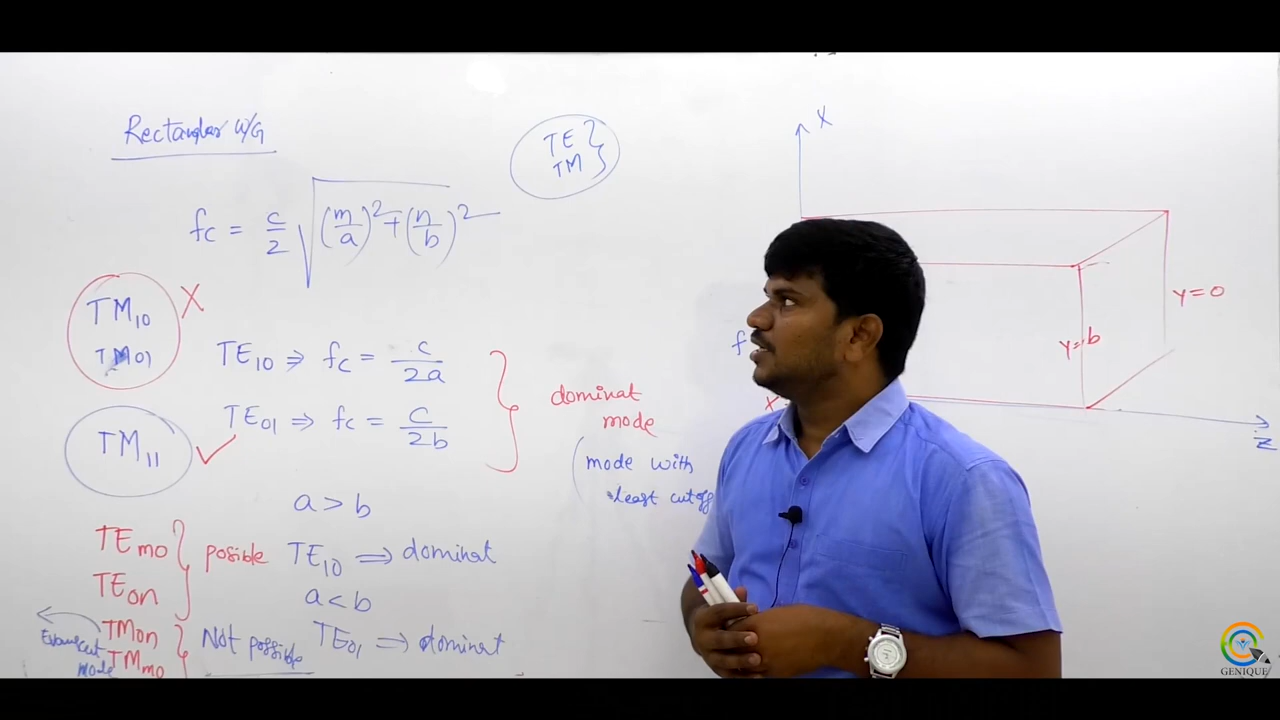 Rectangular W/G
TE }
TM
fc = c/2 √((m/a)² + (n/b)²)
TM₁₀ X
TM₀₁
TE₁₀ ⇒ fc = c/2a
TE₀₁ ⇒ fc = C/2b
TM₁₁ ✓
dominat
mode
(mode with
least cutoff
a > b
TEmo } posible
TEon
TE₁₀ ⇒ dominat
a < b
TE₀₁ ⇒ dominat
TMon } Not possible
TMmo
mode
X
y=0
y=b
f
x
z
GENIQUE